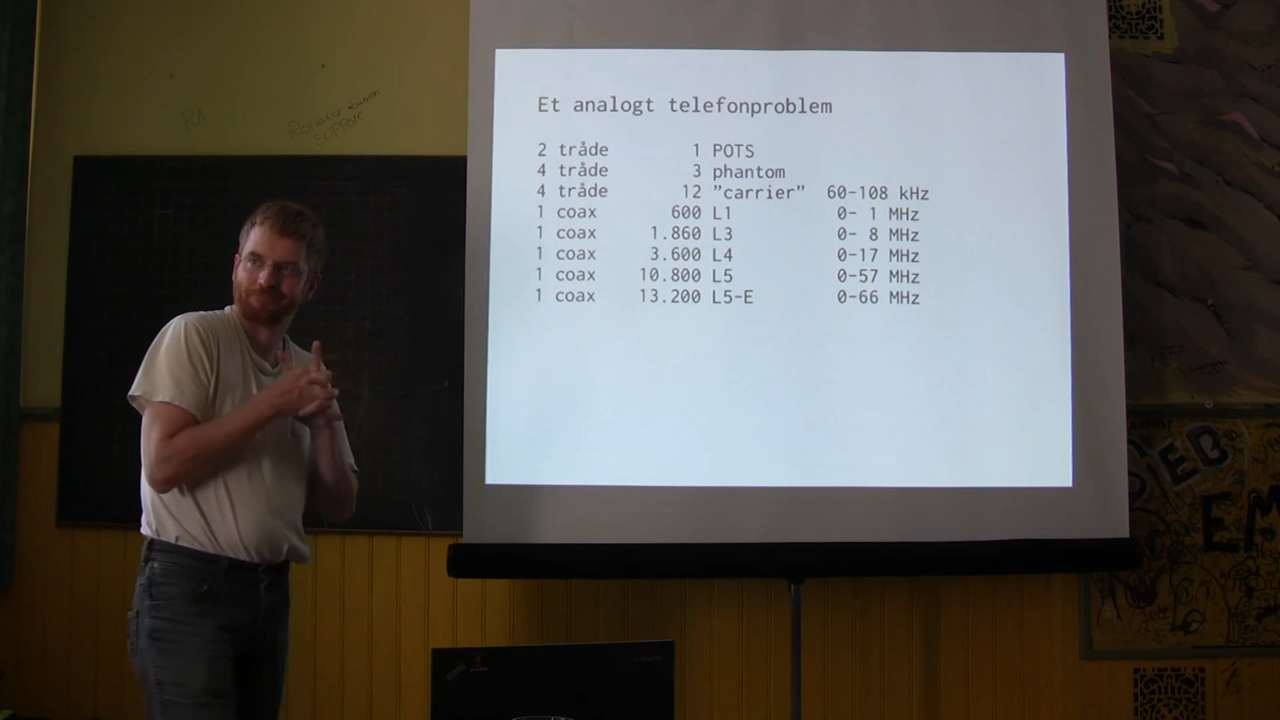 Et analogt telefonproblem
2 tråde 1 POTS
4 tråde 3 phantom
4 tråde 12 ”carrier” 60-108 kHz
1 coax 600 L1 0- 1 MHz
1 coax 1.860 L3 0- 8 MHz
1 coax 3.600 L4 0-17 MHz
1 coax 10.800 L5 0-57 MHz
1 coax 13.200 L5-E 0-66 MHz